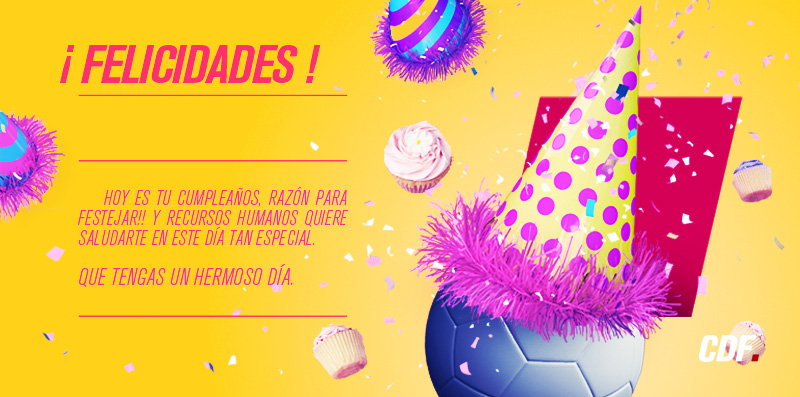 ¡ FELICIDADES !
HOY ES TU CUMPLEAÑOS, RAZÓN PARA
FESTEJAR!! Y RECURSOS HUMANOS QUIERE
SALUDARTE EN ESTE DÍA TAN ESPECIAL.
QUE TENGAS UN HERMOSO DÍA.
CDF.